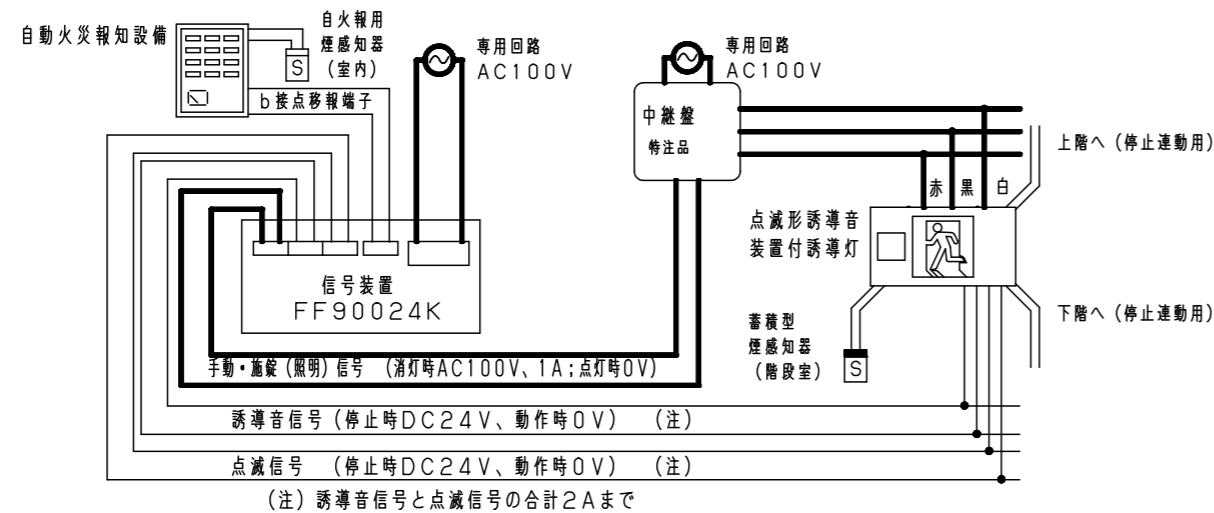 自動火災報知設備
自火報用
煙感知器
（室内）
S
b接点移報端子
専用回路
AC100V
専用回路
AC100V
中継盤
特注品
上階へ（停止連動用）
赤 黒 白
点滅形誘導音
装置付誘導灯
信号装置
FF90024K
下階へ（停止連動用）
蓄積型
煙感知器
（階段室）
S
手動・施錠（照明）信号 （消灯時AC100V、1A；点灯時0V）
誘導音信号（停止時DC24V、動作時0V） （注）
点滅信号 （停止時DC24V、動作時0V） （注）
（注）誘導音信号と点滅信号の合計2Aまで